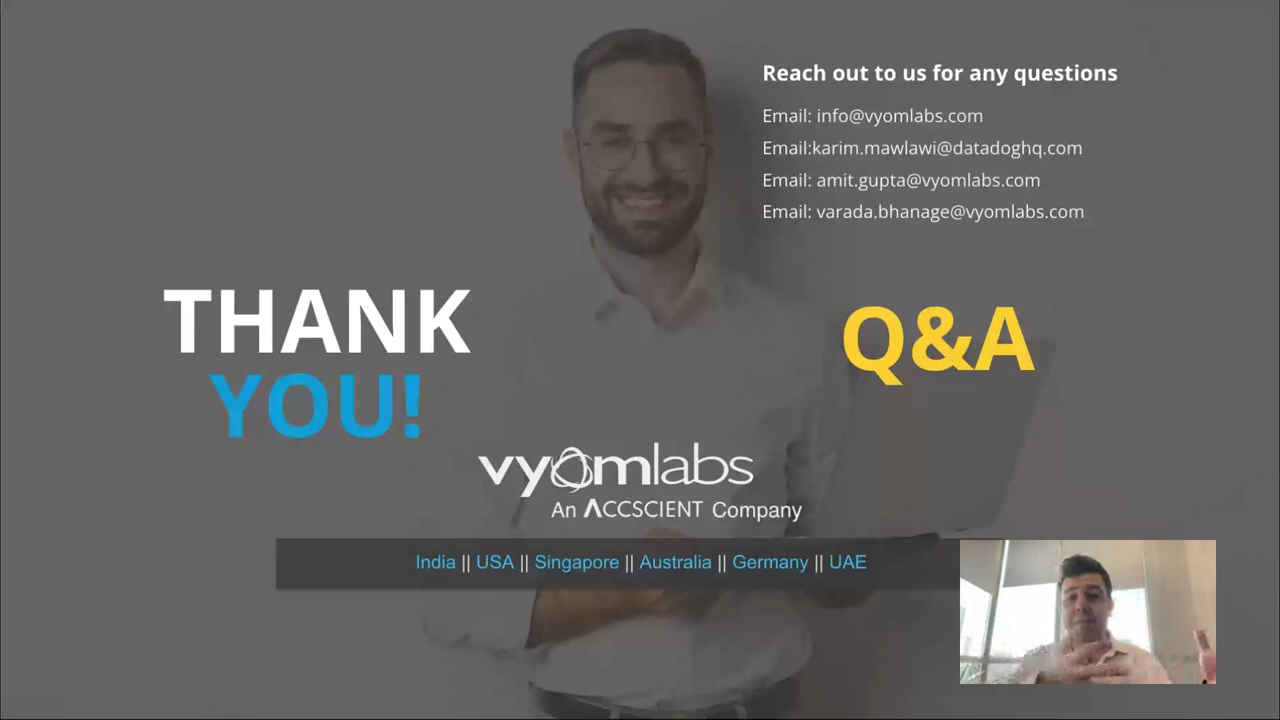 Reach out to us for any questions
Email: info@vyomlabs.com
Email:karim.mawlawi@datadoghq.com
Email: amit.gupta@vyomlabs.com
Email: varada.bhanage@vyomlabs.com
THANK
YOU!
Q&A
vyomlabs
An ACCSCIENT Company
India || USA || Singapore || Australia || Germany || UAE